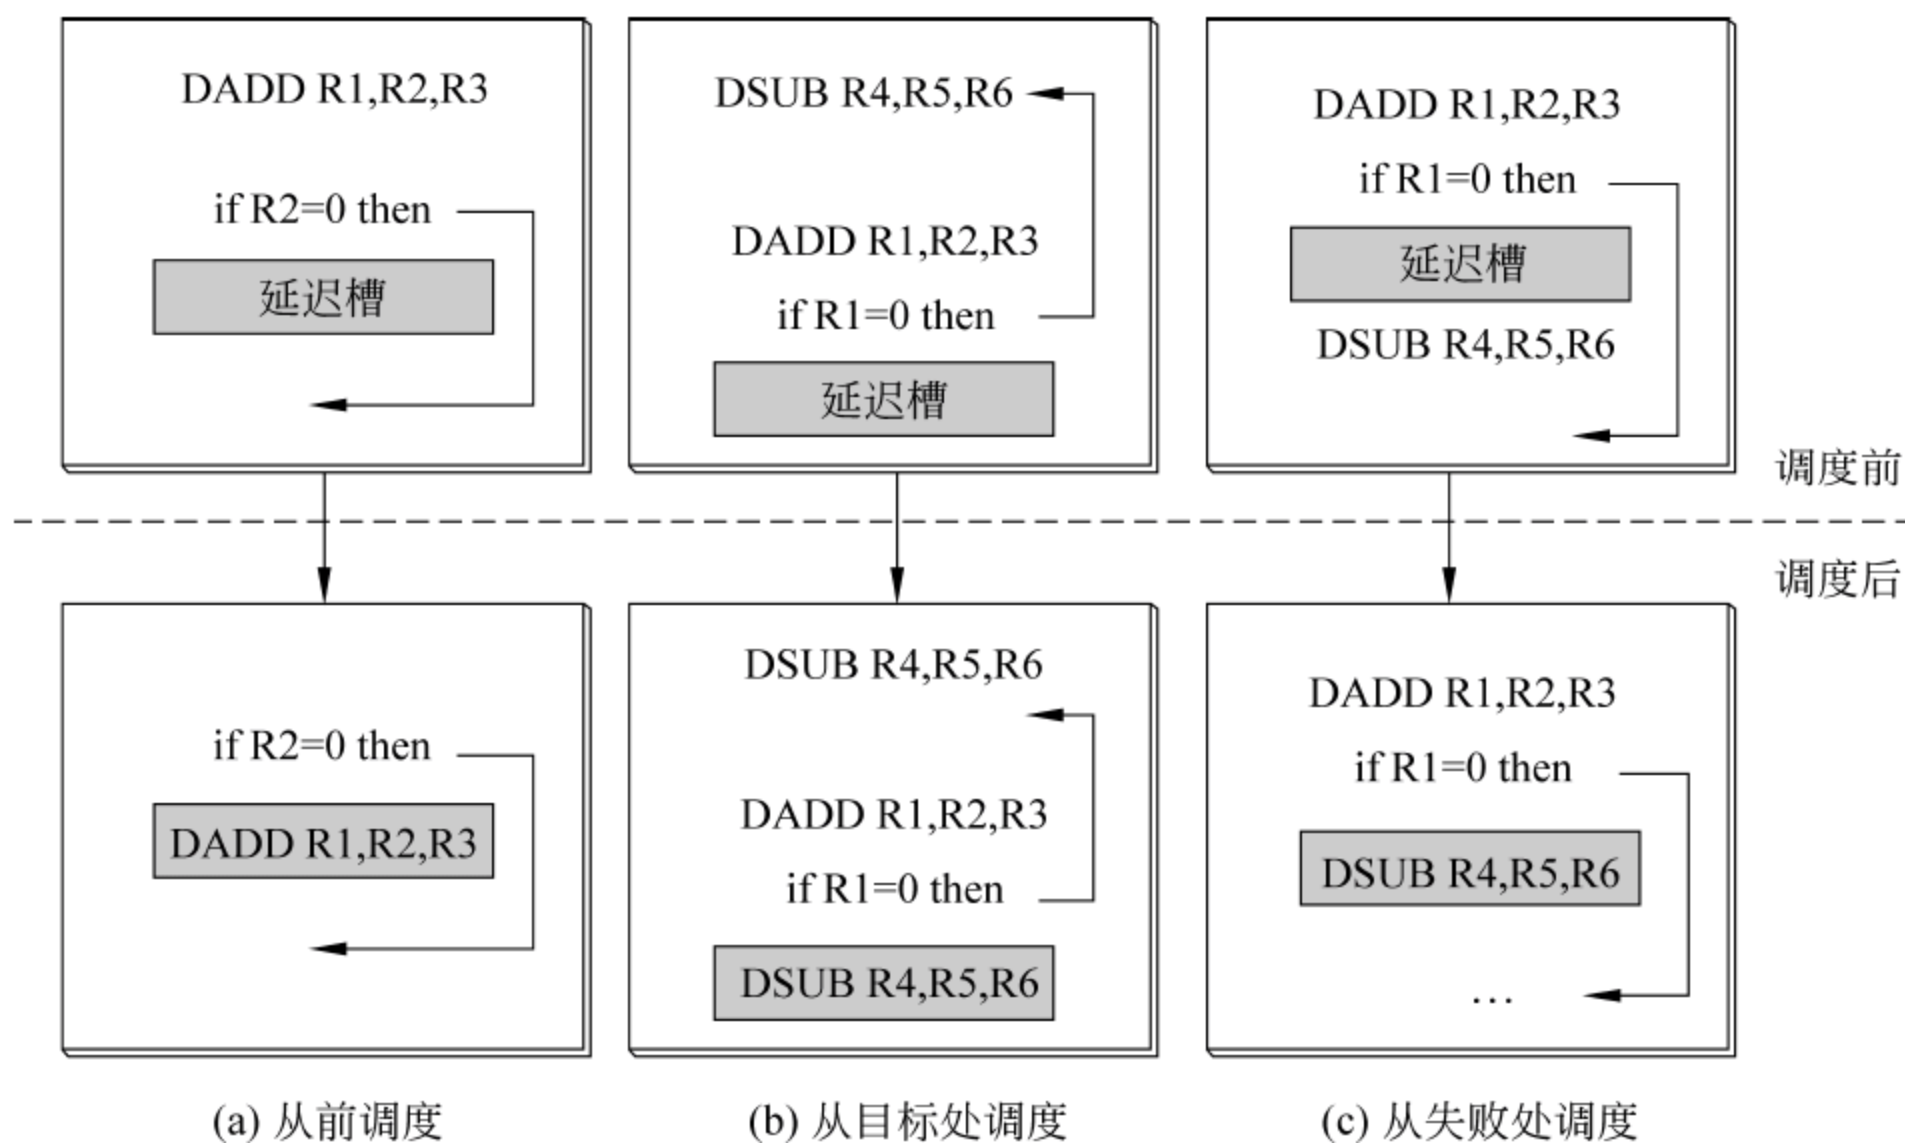 DADD R1,R2,R3
if R2=0 then
延迟槽
DSUB R4,R5,R6
DADD R1,R2,R3
if R1=0 then
延迟槽
DADD R1,R2,R3
if R1=0 then
延迟槽
DSUB R4,R5,R6
调度前
调度后
if R2=0 then
DADD R1,R2,R3
DSUB R4,R5,R6
DADD R1,R2,R3
if R1=0 then
DSUB R4,R5,R6
DADD R1,R2,R3
if R1=0 then
DSUB R4,R5,R6
…
(a) 从前调度
(b) 从目标处调度
(c) 从失败处调度